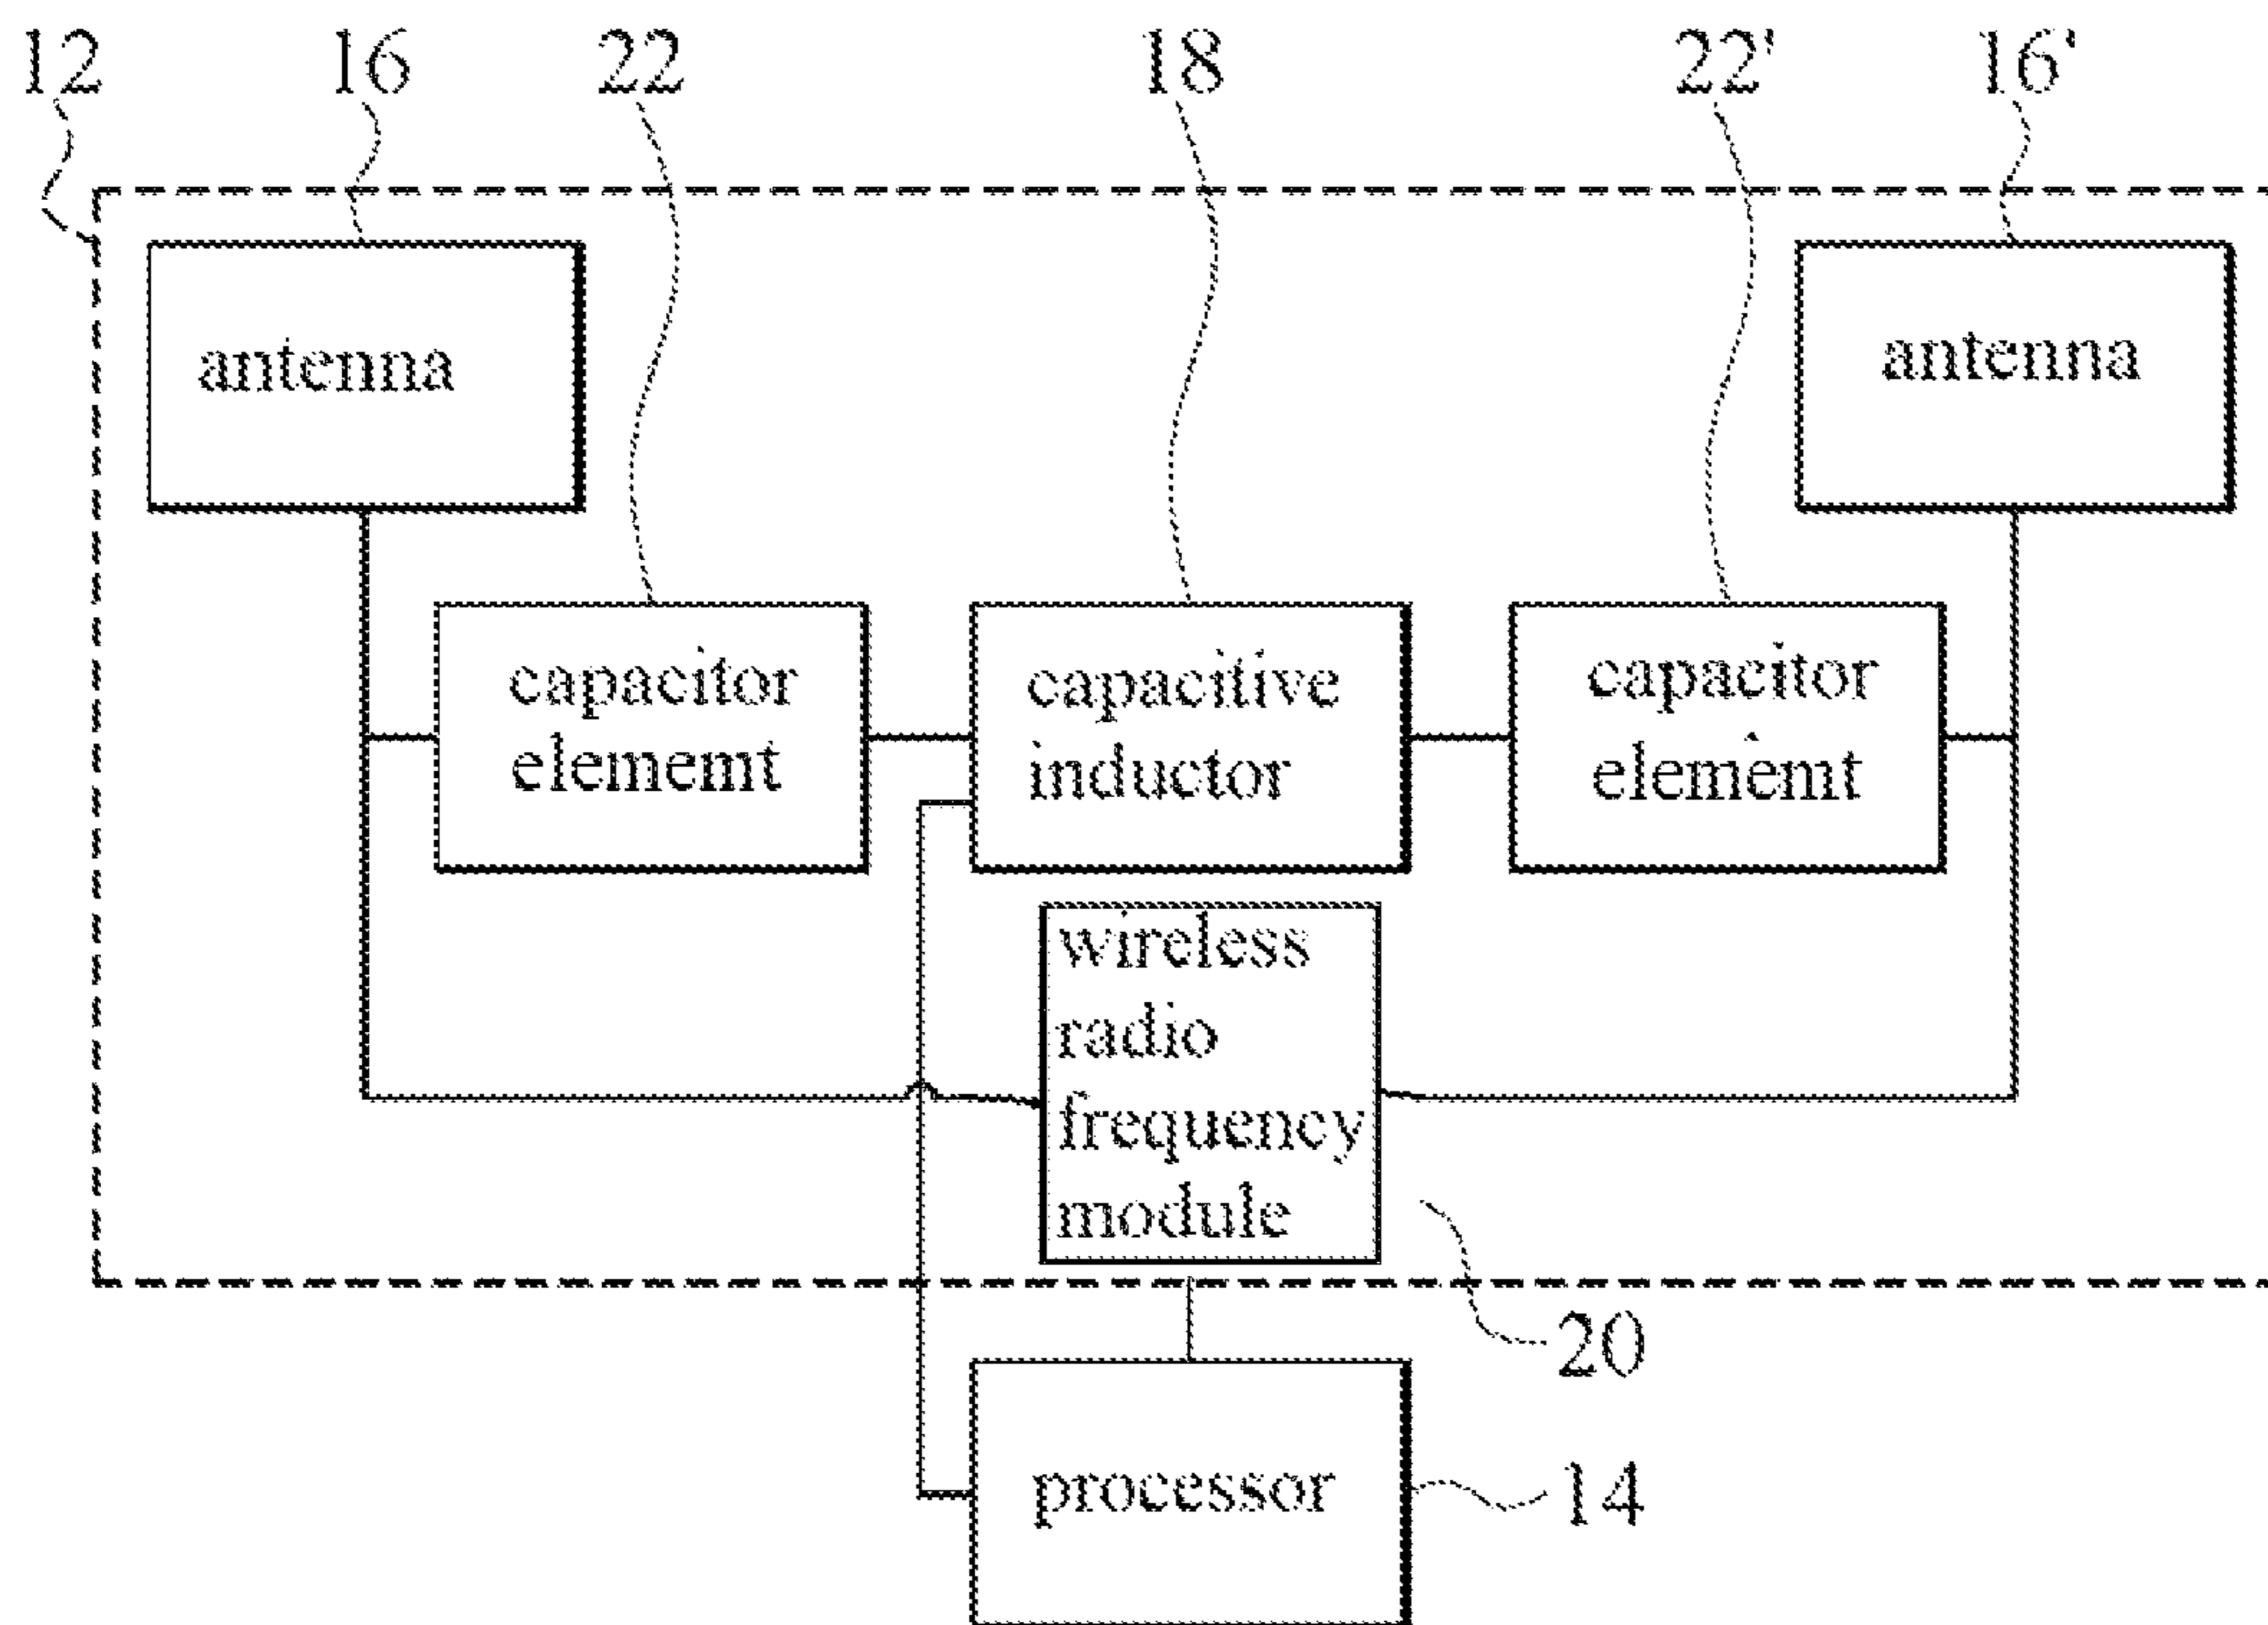 12 16 22 18 22' 16'
antenna
antenna
capacitor
elememt
capacitive
inductor
capacitor
elememt
wireless
radio
frequency
module
20
processor
14